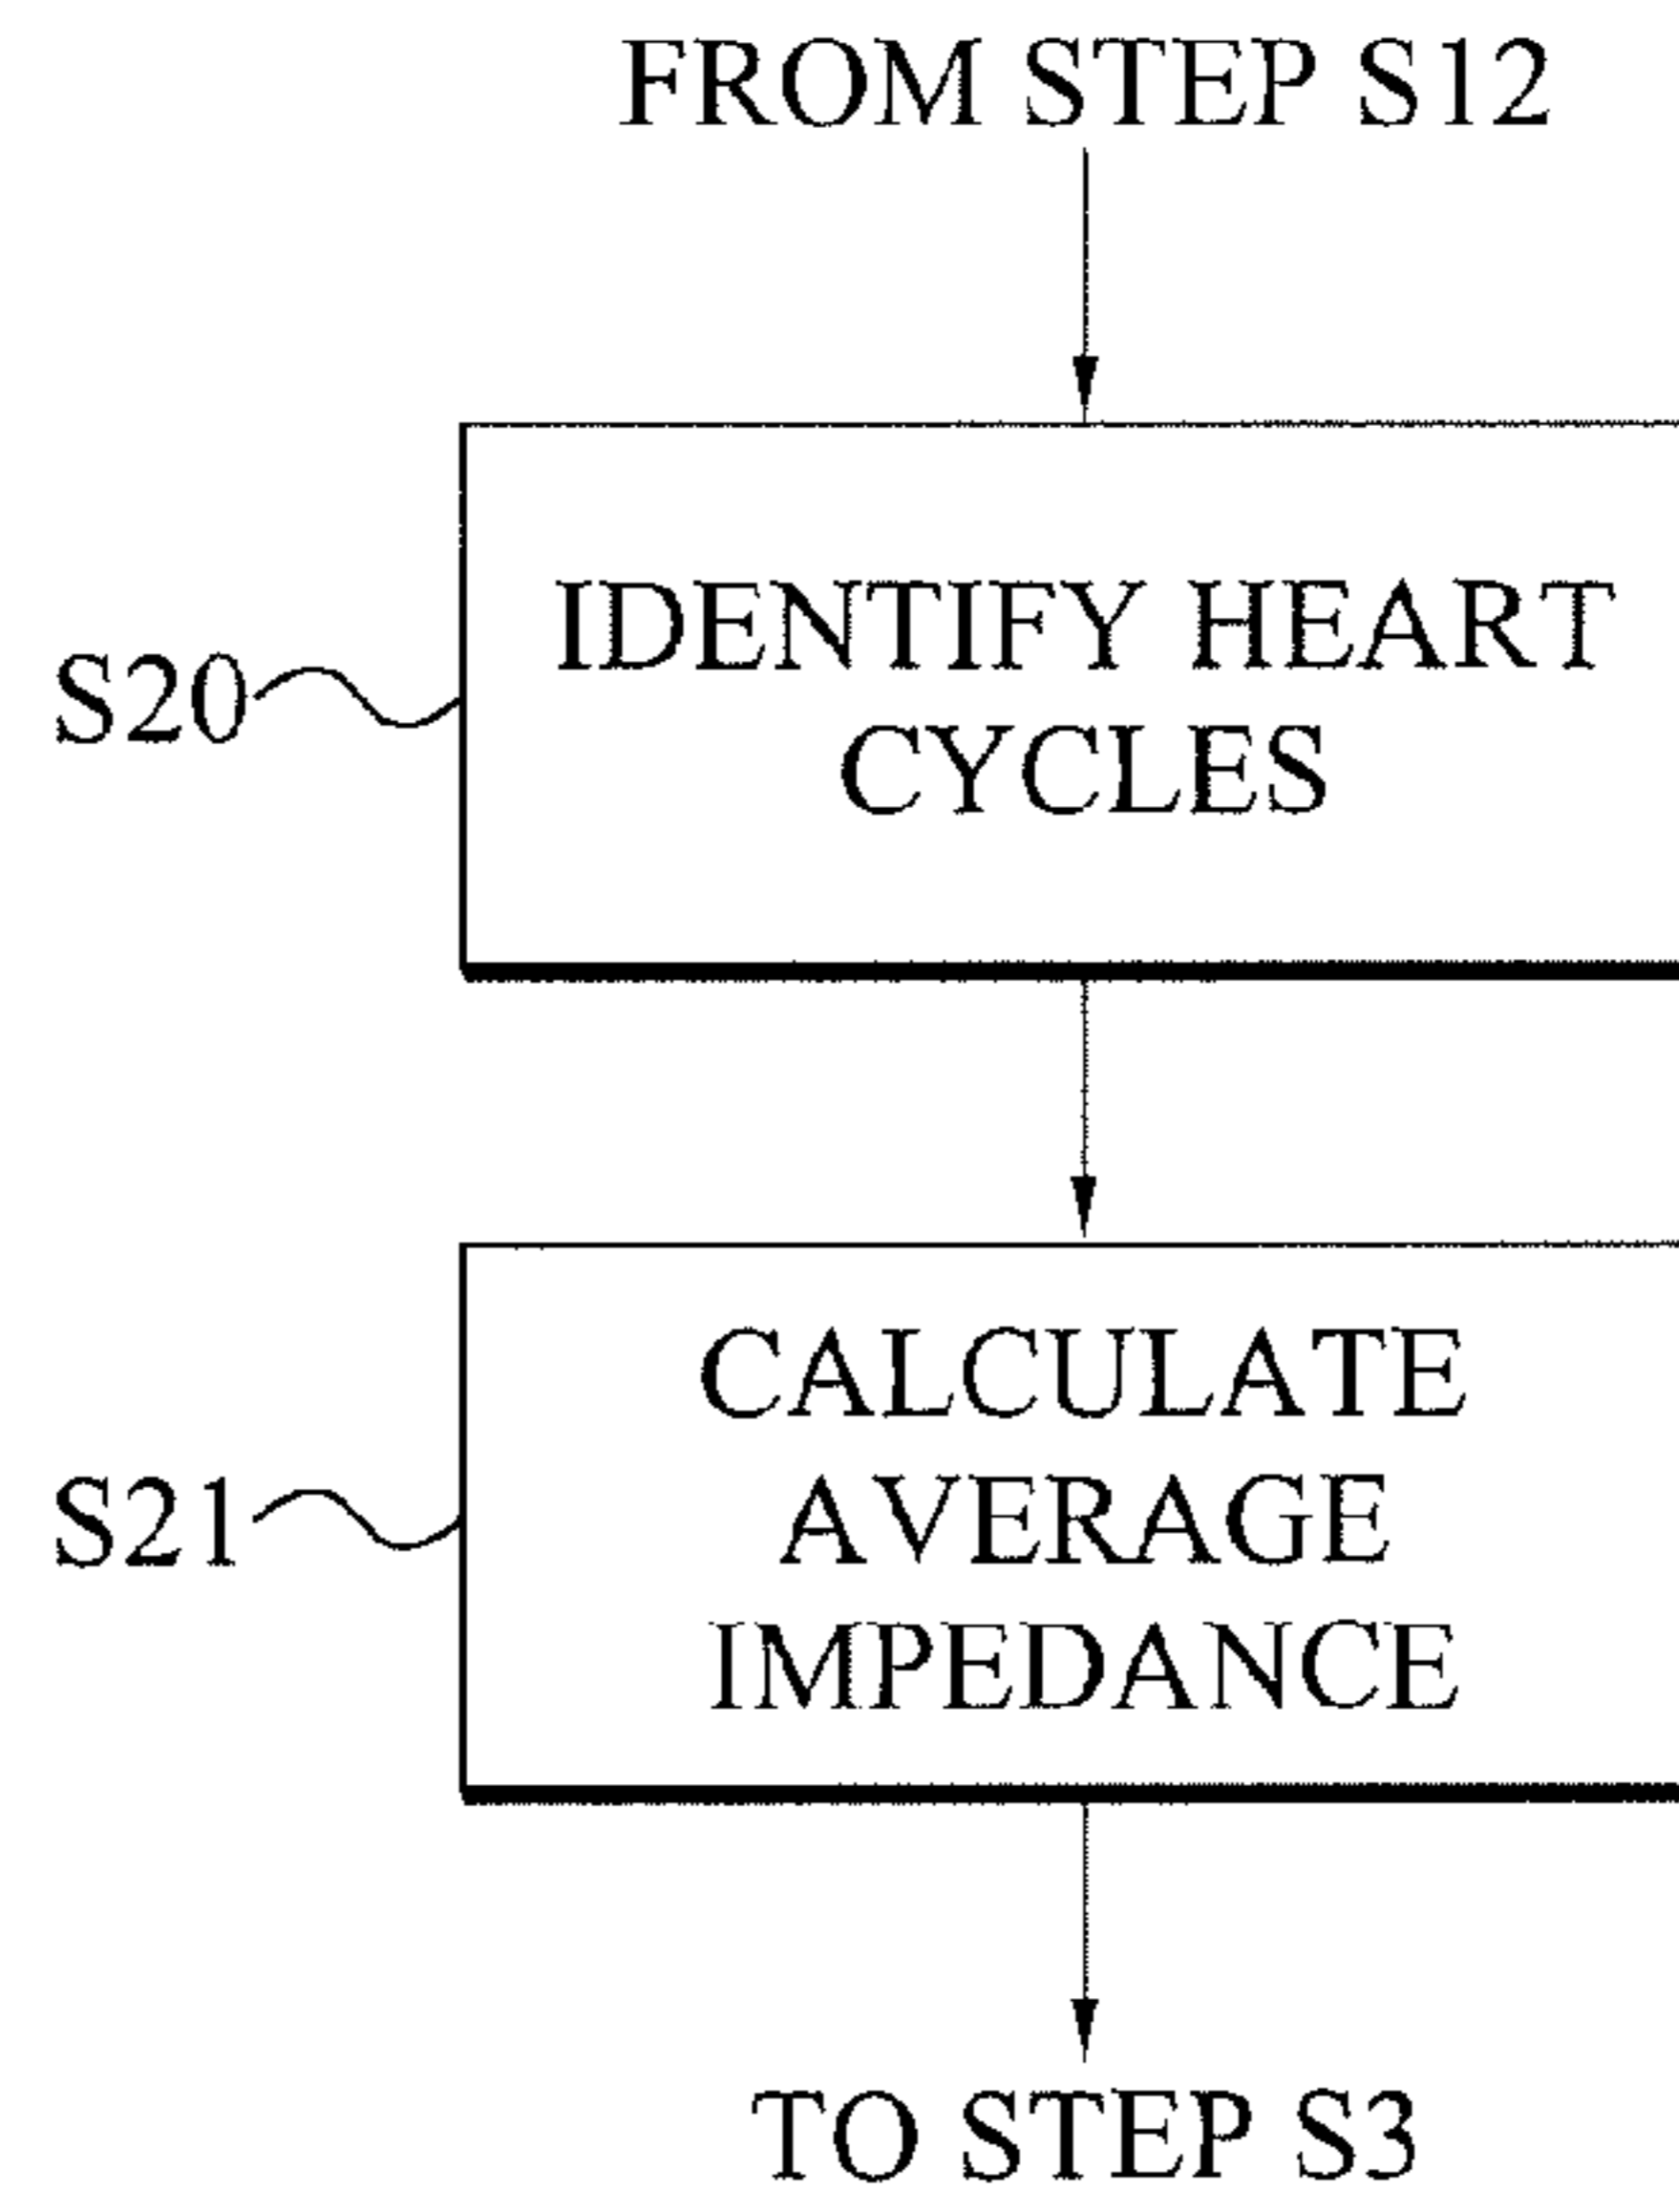 FROM STEP S12
IDENTIFY HEART
S20
CYCLES
CALCULATE
S21
AVERAGE
IMPEDANCE
TO STEP S3